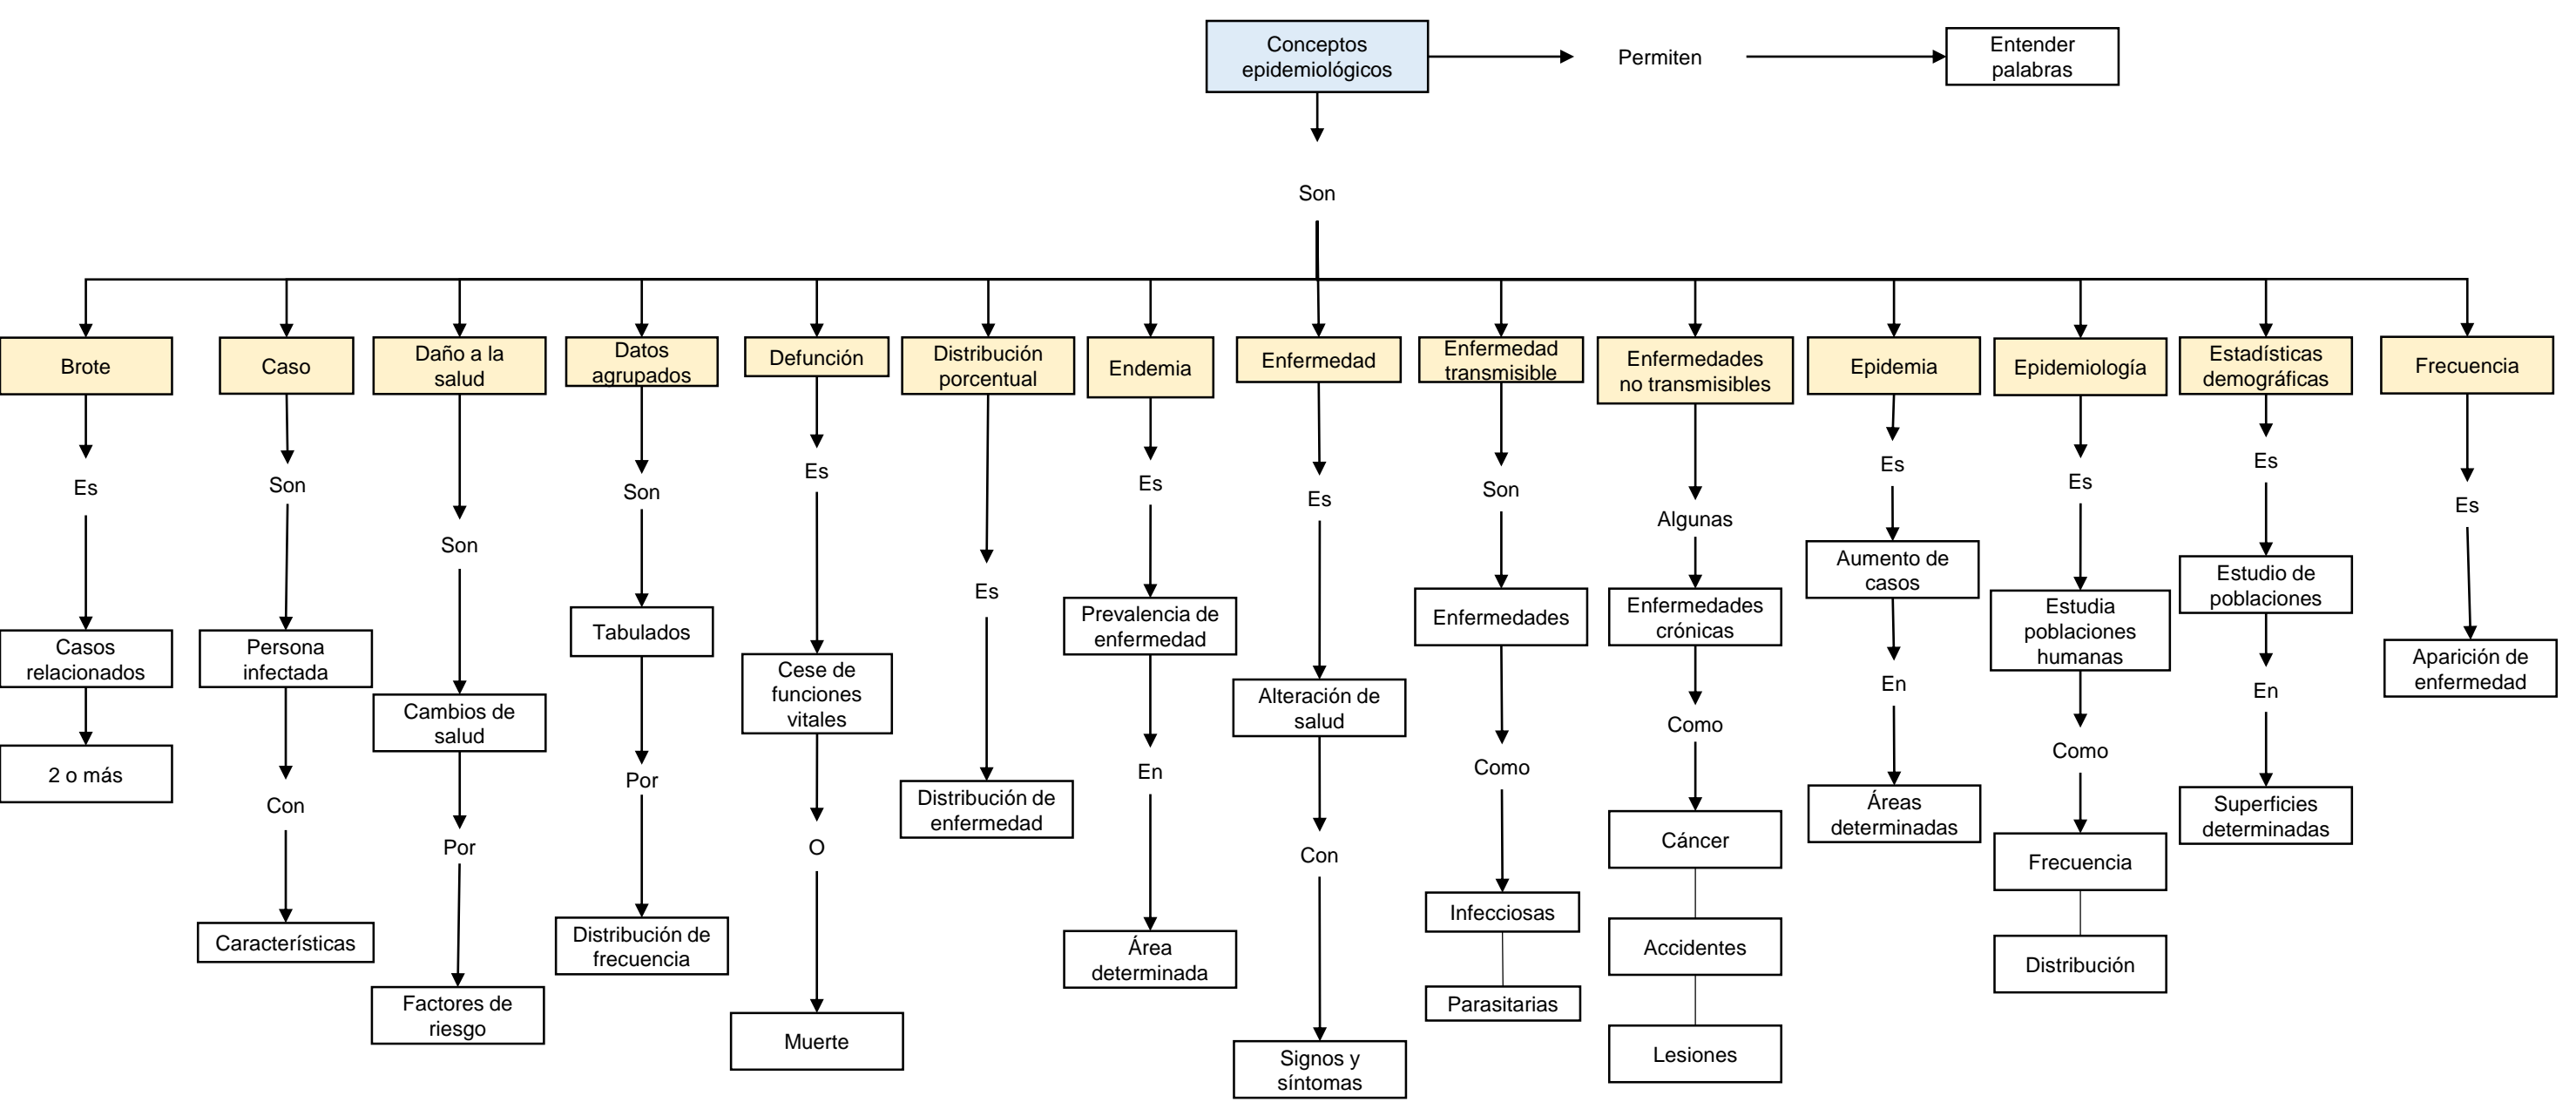 Conceptos
epidemiológicos
Permiten
Entender
palabras
Son
Brote
Es
Casos
relacionados
2 o más
Caso
Son
Persona
infectada
Con
Características
Daño a la
salud
Son
Cambios de
salud
Por
Factores de
riesgo
Datos
agrupados
Son
Tabulados
Por
Distribución de
frecuencia
Defunción
Es
Cese de
funciones
vitales
O
Muerte
Distribución
porcentual
Es
Distribución de
enfermedad
Endemia
Es
Prevalencia de
enfermedad
En
Área
determinada
Enfermedad
Es
Alteración de
salud
Con
Signos y
síntomas
Enfermedad
transmisible
Son
Enfermedades
Como
Infecciosas
Parasitarias
Enfermedades
no transmisibles
Algunas
Enfermedades
crónicas
Como
Cáncer
Accidentes
Lesiones
Epidemia
Es
Aumento de
casos
En
Áreas
determinadas
Epidemiología
Es
Estudia
poblaciones
humanas
Como
Frecuencia
Distribución
Estadísticas
demográficas
Es
Estudio de
poblaciones
En
Superficies
determinadas
Frecuencia
Es
Aparición de
enfermedad